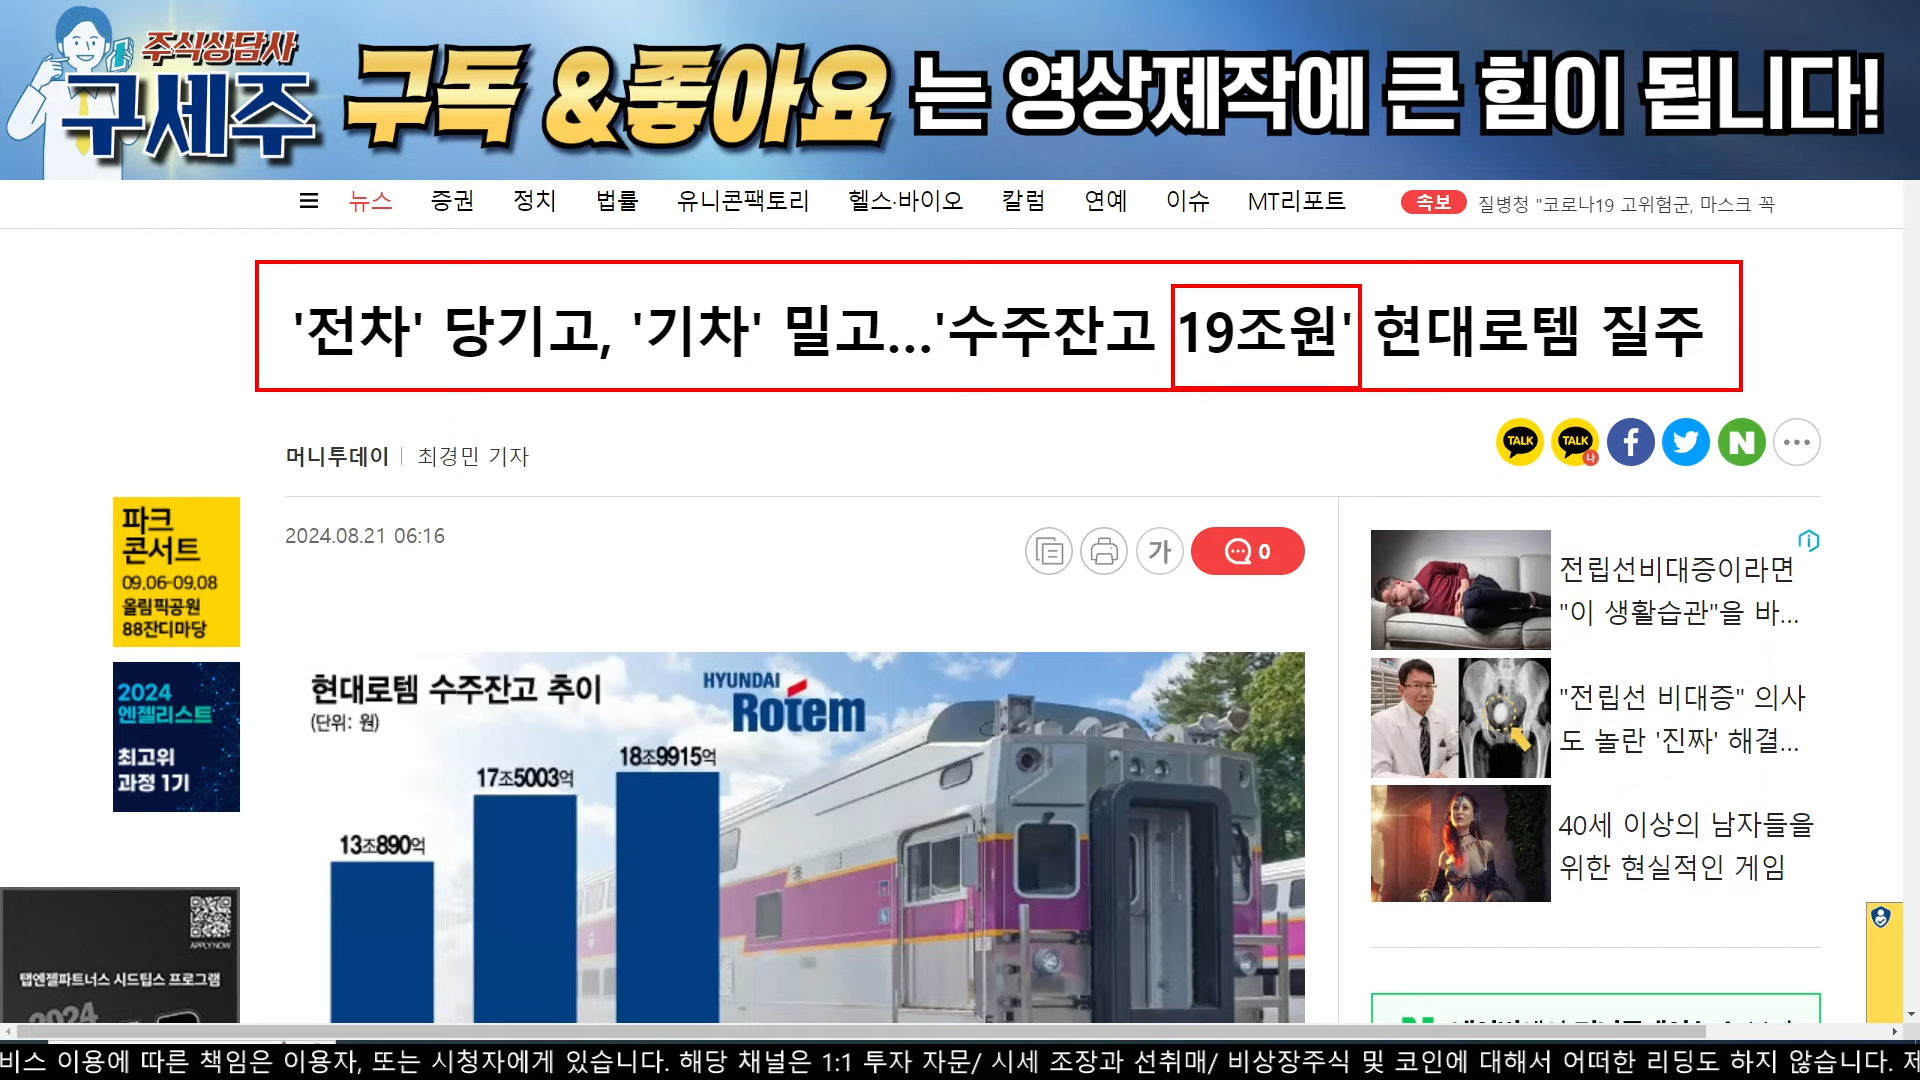 주식상담사
구세주
구독 &좋아요 는 영상제작에 큰 힘이 됩니다!
뉴스 증권 정치 법률 유니콘팩토리 헬스·바이오 칼럼 연예 이슈 MT리포트 속보 질병청 "코로나19 고위험군, 마스크 꼭
'전차' 당기고, '기차' 밀고...'수주잔고 19조원' 현대로템 질주
TALK TALK 나 f N
머니투데이 최경민 기자
2024.08.21 06:16
가 0
파크
콘서트
09.06-09.08
올림픽공원
88잔디마당
2024
엔젤리스트
최고위
과정 1기
APPLY NOW
탭엔젤파트너스 시드팁스 프로그램
2024
현대로템 수주잔고 추이
(단위: 원)
HYUNDAI
Rotem
13조890억
17조5003억
18조9915억
전립선비대증이라면
"이 생활습관"을 바...
"전립선 비대증" 의사
도 놀란 '진짜' 해결...
40세 이상의 남자들을
위한 현실적인 게임
비스 이용에 따른 책임은 이용자, 또는 시청자에게 있습니다. 해당 채널은 1:1 투자 자문/ 시세 조장과 선취매/ 비상장주식 및 코인에 대해서 어떠한 리딩도 하지 않습니다. 제